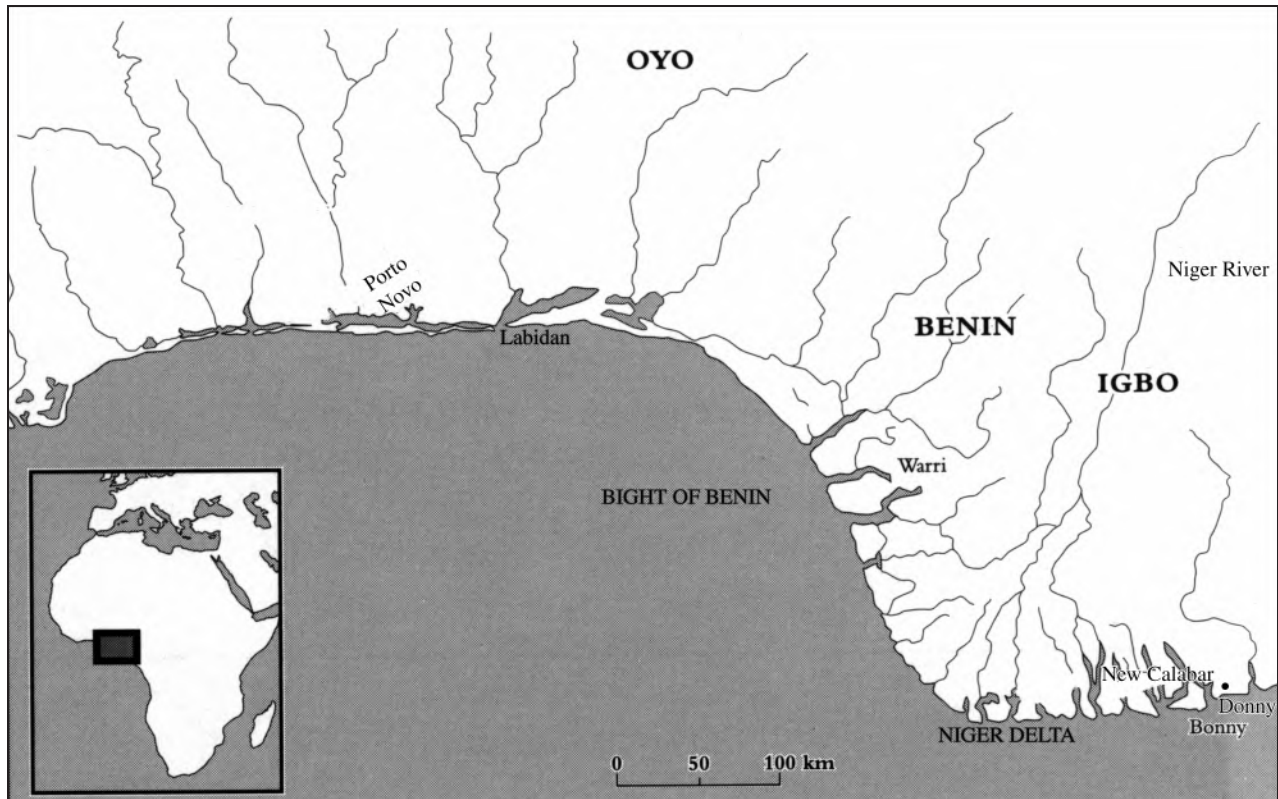 OYO
Niger River
Porto
Novo
BENIN
Labidan
IGBO
Warri
BIGHT OF BENIN
New Calabar
Donny
Bonny
NIGER DELTA
0 50 100 km